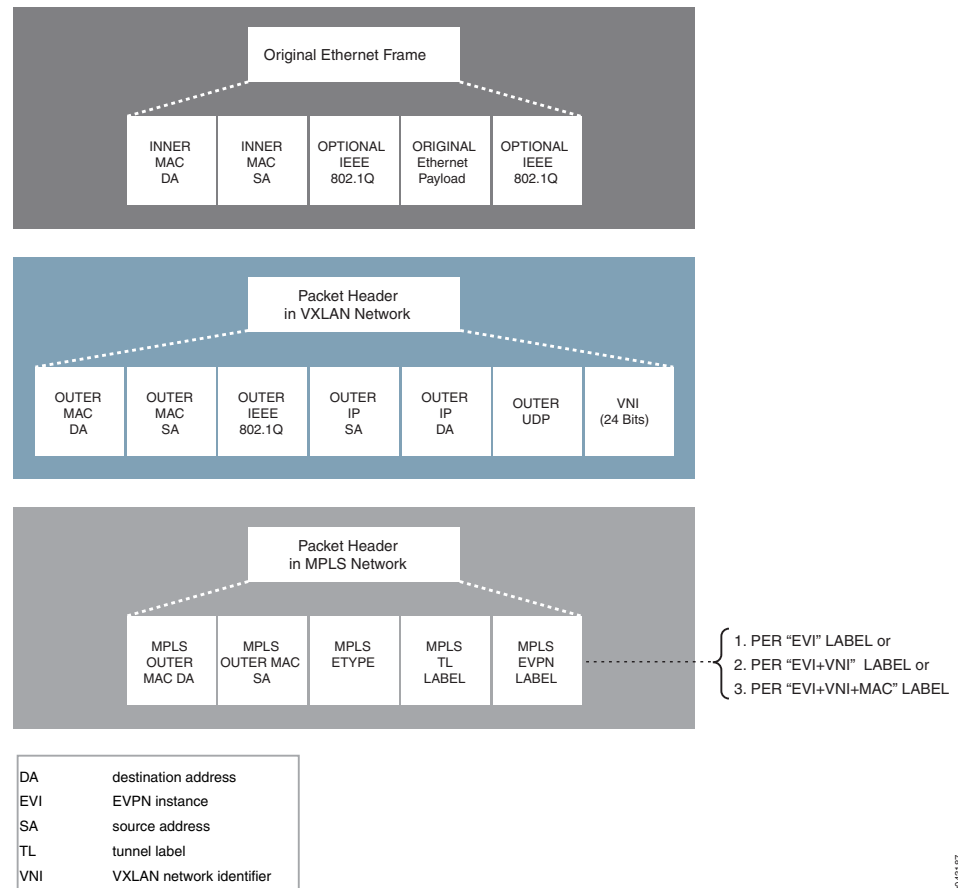 Original Ethernet Frame
INNER
MAC
DA
INNER
MAC
SA
OPTIONAL
IEEE
802.1Q
ORIGINAL
Ethernet
Payload
OPTIONAL
IEEE
802.1Q
Packet Header
in VXLAN Network
OUTER
MAC
DA
OUTER
MAC
SA
OUTER
IEEE
802.1Q
OUTER
IP
SA
OUTER
IP
DA
OUTER
UDP
VNI
(24 Bits)
Packet Header
in MPLS Network
MPLS
OUTER
MAC DA
MPLS
OUTER MAC
SA
MPLS
ETYPE
MPLS
TL
LABEL
MPLS
EVPN
LABEL
1. PER “EVI” LABEL or
2. PER “EVI+VNI” LABEL or
3. PER “EVI+VNI+MAC” LABEL
DA destination address
EVI EVPN instance
SA source address
TL tunnel label
VNI VXLAN network identifier